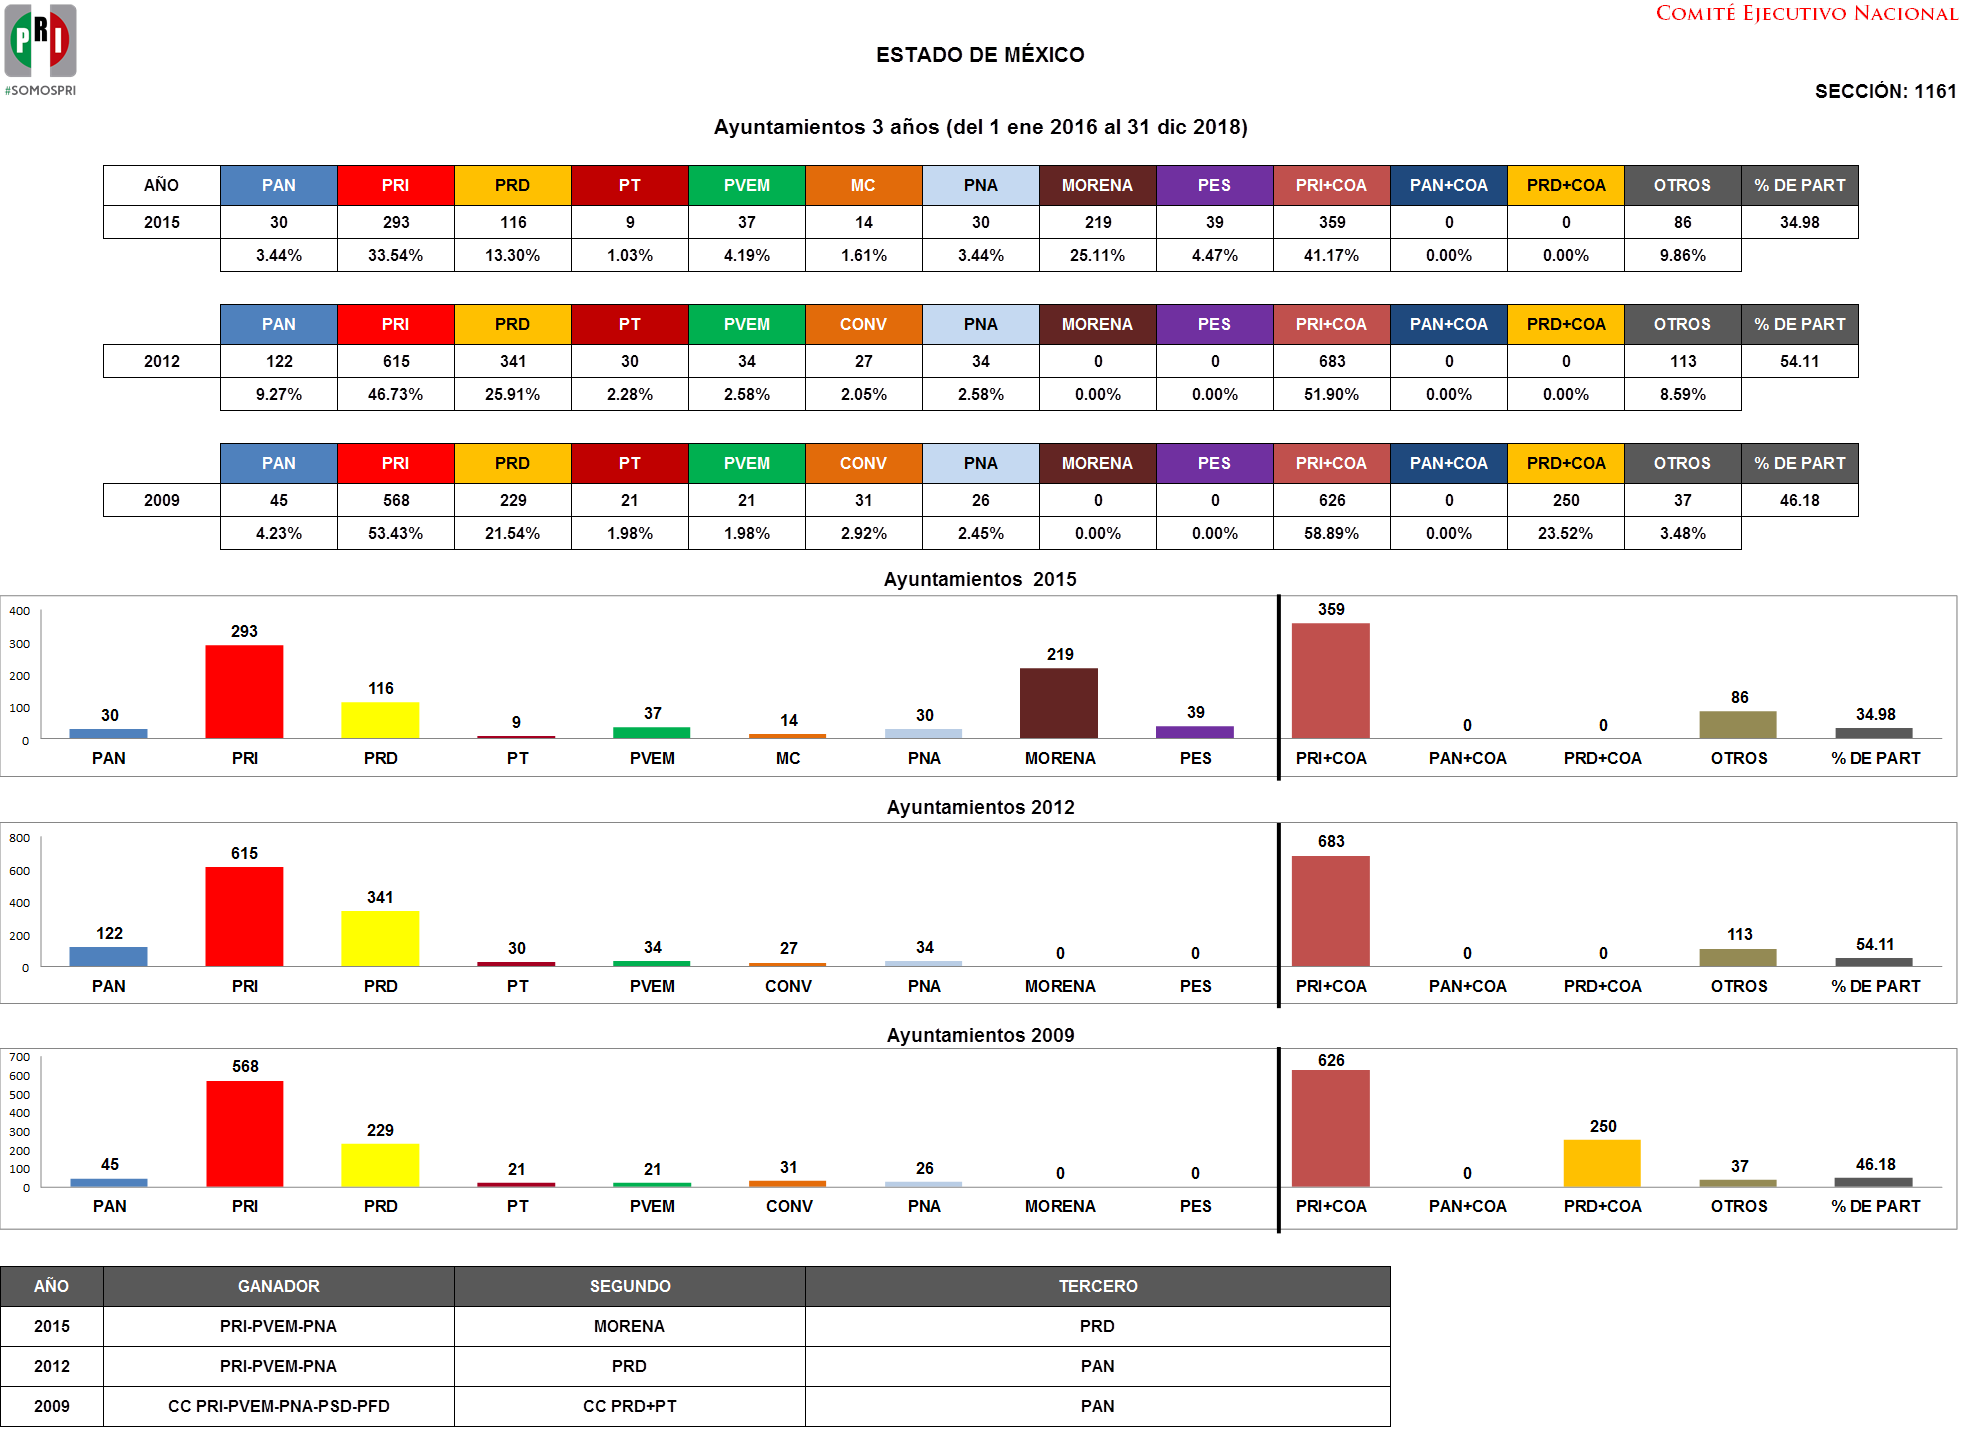 PRI
#SOMOSPRI
COMITÉ EJECUTIVO NACIONAL
ESTADO DE MÉXICO
SECCIÓN: 1161
Ayuntamientos 3 años (del 1 ene 2016 al 31 dic 2018)
AÑO PAN PRI PRD PT PVEM MC PNA MORENA PES PRI+COA PAN+COA PRD+COA OTROS % DE PART
2015 30 293 116 9 37 14 30 219 39 359 0 0 86 34.98
3.44% 33.54% 13.30% 1.03% 4.19% 1.61% 3.44% 25.11% 4.47% 41.17% 0.00% 0.00% 9.86%
PAN PRI PRD PT PVEM CONV PNA MORENA PES PRI+COA PAN+COA PRD+COA OTROS % DE PART
2012 122 615 341 30 34 27 34 0 0 683 0 0 113 54.11
9.27% 46.73% 25.91% 2.28% 2.58% 2.05% 2.58% 0.00% 0.00% 51.90% 0.00% 0.00% 8.59%
PAN PRI PRD PT PVEM CONV PNA MORENA PES PRI+COA PAN+COA PRD+COA OTROS % DE PART
2009 45 568 229 21 21 31 26 0 0 626 0 250 37 46.18
4.23% 53.43% 21.54% 1.98% 1.98% 2.92% 2.45% 0.00% 0.00% 58.89% 0.00% 23.52% 3.48%
Ayuntamientos 2015
400
300
200
100
0
30 293 116 9 37 14 30 219 39 359 0 0 86 34.98
PAN PRI PRD PT PVEM MC PNA MORENA PES PRI+COA PAN+COA PRD+COA OTROS % DE PART
Ayuntamientos 2012
800
600
400
200
0
122 615 341 30 34 27 34 0 0 683 0 0 113 54.11
PAN PRI PRD PT PVEM CONV PNA MORENA PES PRI+COA PAN+COA PRD+COA OTROS % DE PART
Ayuntamientos 2009
700
600
500
400
300
200
100
0
45 568 229 21 21 31 26 0 0 626 0 250 37 46.18
PAN PRI PRD PT PVEM CONV PNA MORENA PES PRI+COA PAN+COA PRD+COA OTROS % DE PART
AÑO GANADOR SEGUNDO TERCERO
2015 PRI-PVEM-PNA MORENA PRD
2012 PRI-PVEM-PNA PRD PAN
2009 CC PRI-PVEM-PNA-PSD-PFD CC PRD+PT PAN